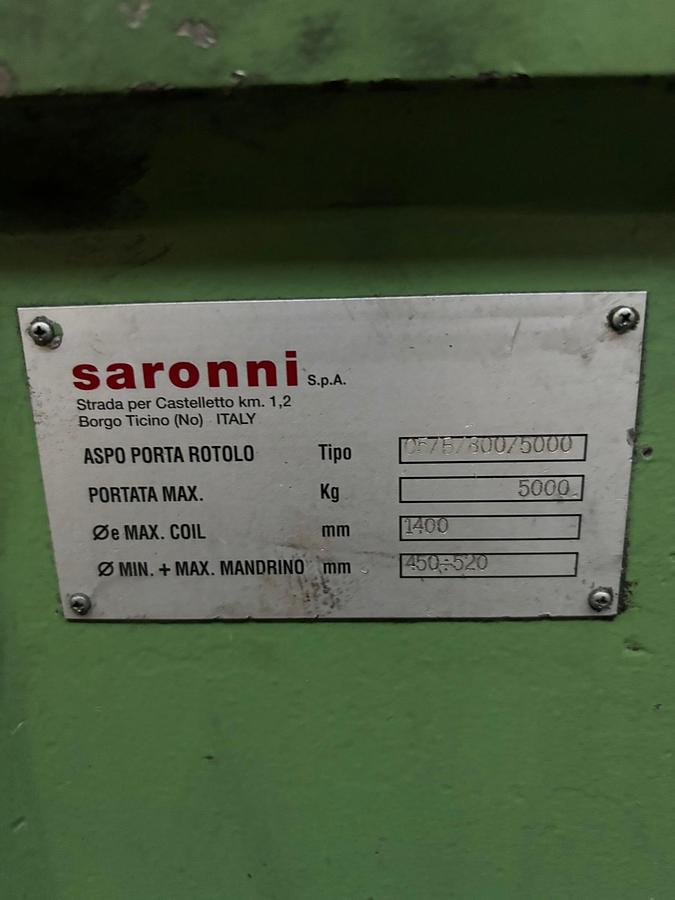 saronni S.p.A.
Strada per Castelletto km. 1,2
Borgo Ticino (No) ITALY
ASPO PORTA ROTOLO Tipo
PORTATA MAX. Kg 5000
Øe MAX. COIL mm 1400
Ø MIN. + MAX. MANDRINO mm 450÷520